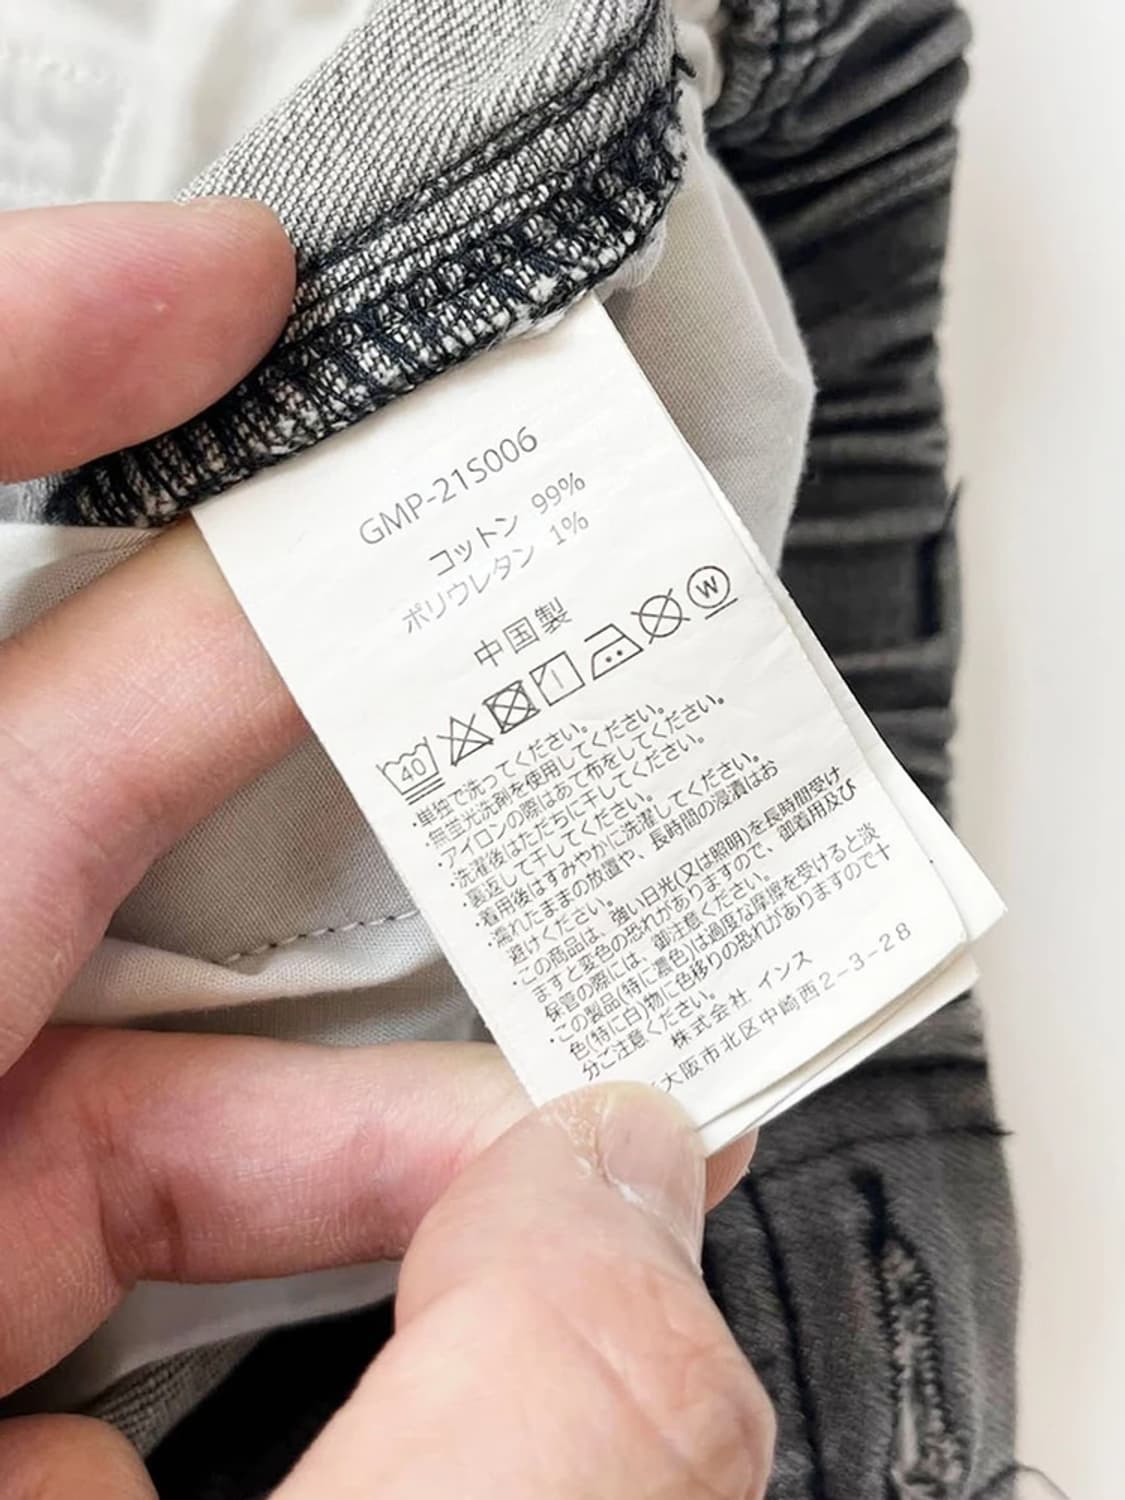 GMP-21S006
コットン 99%
ポリウレタン 1%
中国製
40 W
・単独で洗ってください。
・無蛍光洗剤を使用してください。
・アイロンの際はあて布をしてください。
・洗濯後はただちに干してください。
・裏返して干してください。
・着用後はすみやかに洗濯してください。
・濡れたままの放置や、長時間の浸漬はお
避けください。
・この商品は、強い日光(又は照明)を長時間受け
ますと変色の恐れがありますので、御着用及び
保管の際には、御注意ください。
・この製品(特に濃色)は過度な摩擦を受けると淡
色(特に白)物に色移りの恐れがありますので十
分ご注意ください。
株式会社 インス
大阪市北区中崎西2-3-28